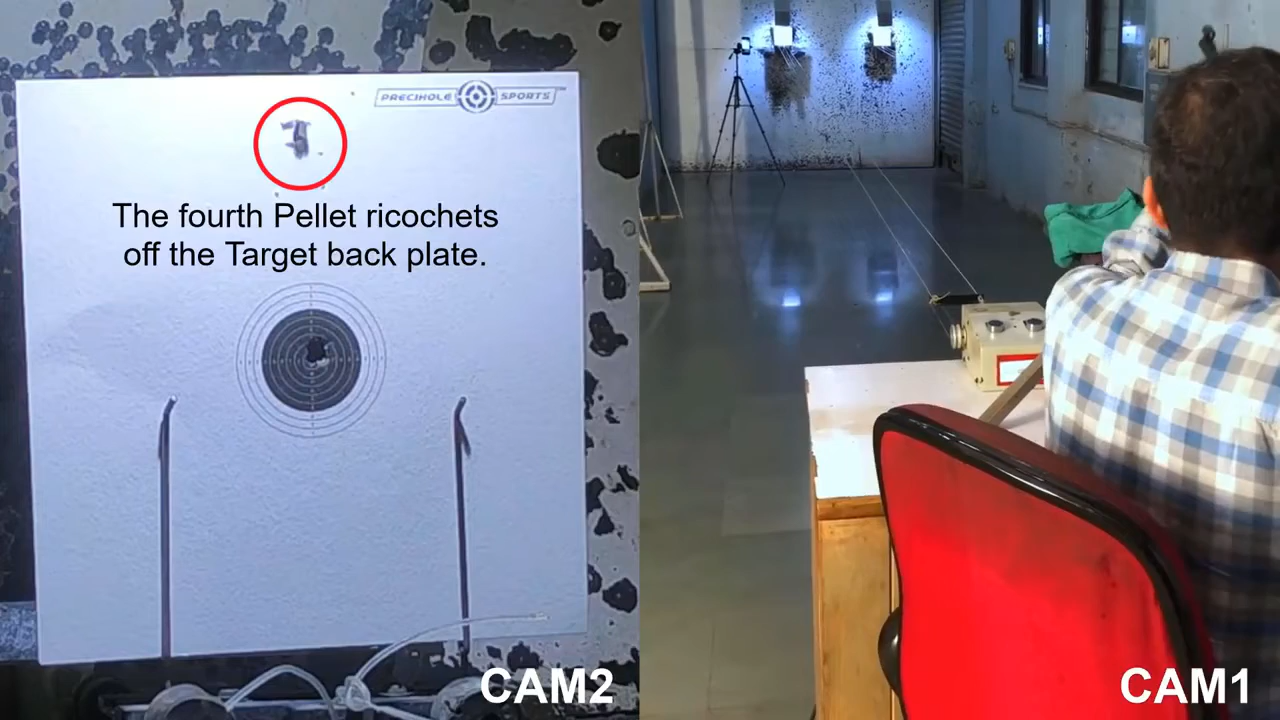 PRECIHOLE SPORTS
The fourth Pellet ricochets
off the Target back plate.
CAM2
CAM1